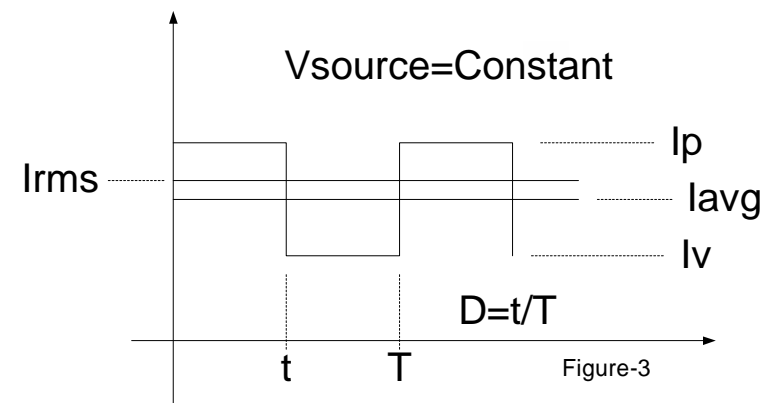 Vsource=Constant
Ip
Irms
Iavg
Iv
D=t/T
t
T
Figure-3